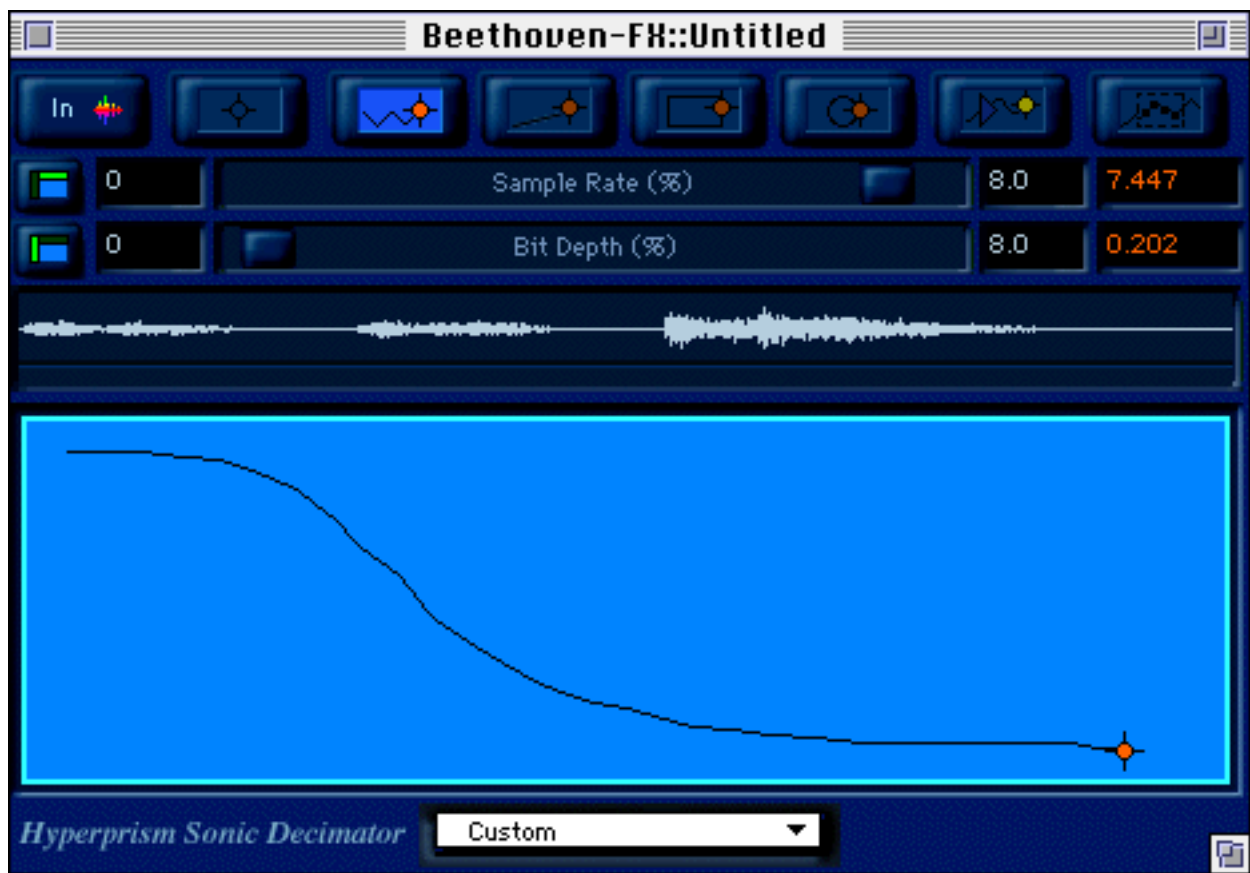 Beethoven-FX::Untitled
In
0 Sample Rate (%) 8.0 7.447
0 Bit Depth (%) 8.0 0.202
Hyperprism Sonic Decimator Custom